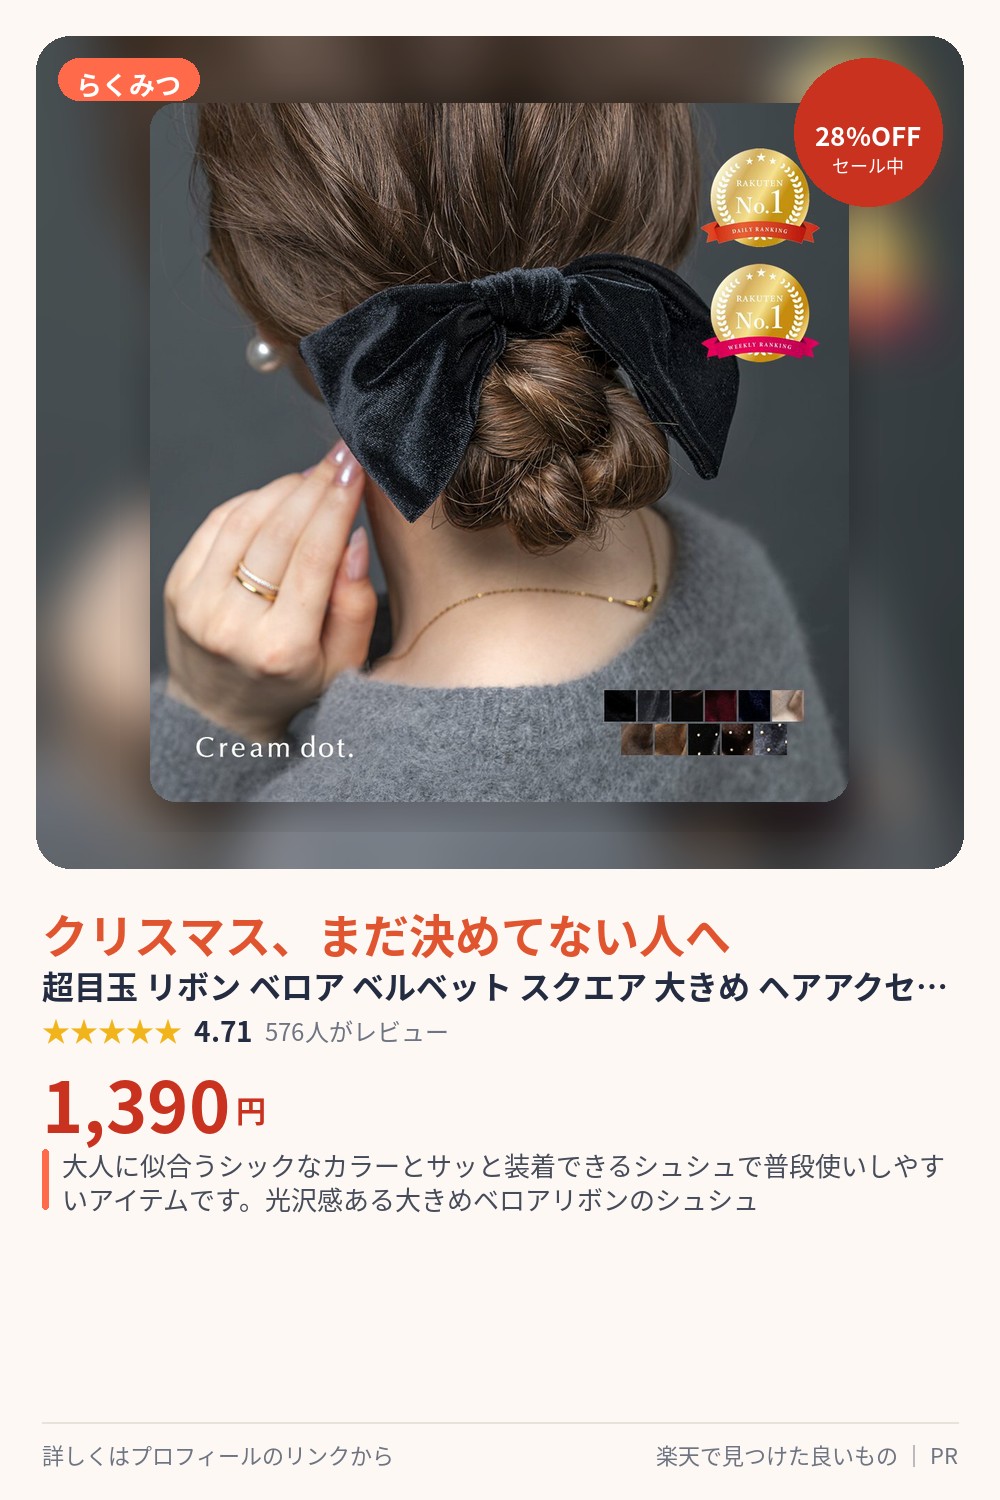 らくみつ
28%OFF
セール中
RAKUTEN
No.1
DAILY RANKING
RAKUTEN
No.1
WEEKLY RANKING
Cream dot.
クリスマス、まだ決めてない人へ
超目玉 リボン ベロア ベルベット スクエア 大きめ ヘアアクセ…
★★★★★ 4.71 576人がレビュー
1,390円
大人に似合うシックなカラーとサッと装着できるシュシュで普段使いしやす
いアイテムです。光沢感ある大きめベロアリボンのシュシュ
詳しくはプロフィールのリンクから
楽天で見つけた良いもの | PR